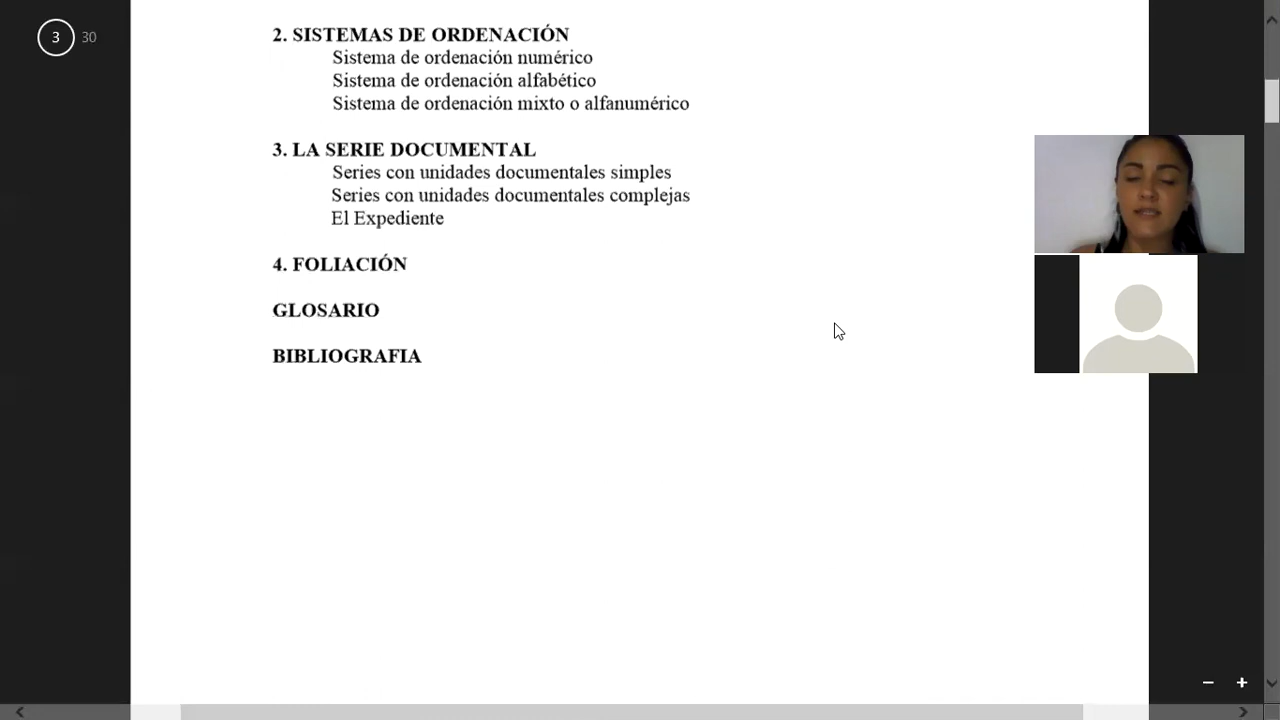 3 30
2. SISTEMAS DE ORDENACIÓN
Sistema de ordenación numérico
Sistema de ordenación alfabético
Sistema de ordenación mixto o alfanumérico
3. LA SERIE DOCUMENTAL
Series con unidades documentales simples
Series con unidades documentales complejas
El Expediente
4. FOLIACIÓN
GLOSARIO
BIBLIOGRAFIA